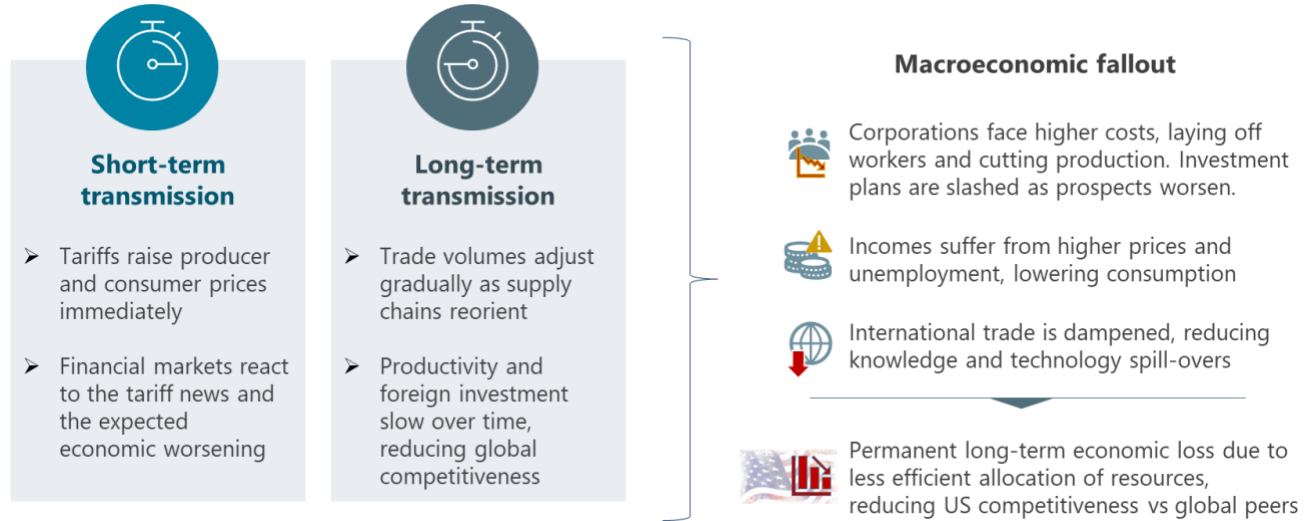 Short-term
transmission
Tariffs raise producer
and consumer prices
immediately
Financial markets react
to the tariff news and
the expected
economic worsening
Long-term
transmission
Trade volumes adjust
gradually as supply
chains reorient
Productivity and
foreign investment
slow over time,
reducing global
competitiveness
Macroeconomic fallout
Corporations face higher costs, laying off
workers and cutting production. Investment
plans are slashed as prospects worsen.
Incomes suffer from higher prices and
unemployment, lowering consumption
International trade is dampened, reducing
knowledge and technology spill-overs
Permanent long-term economic loss due to
less efficient allocation of resources,
reducing US competitiveness vs global peers